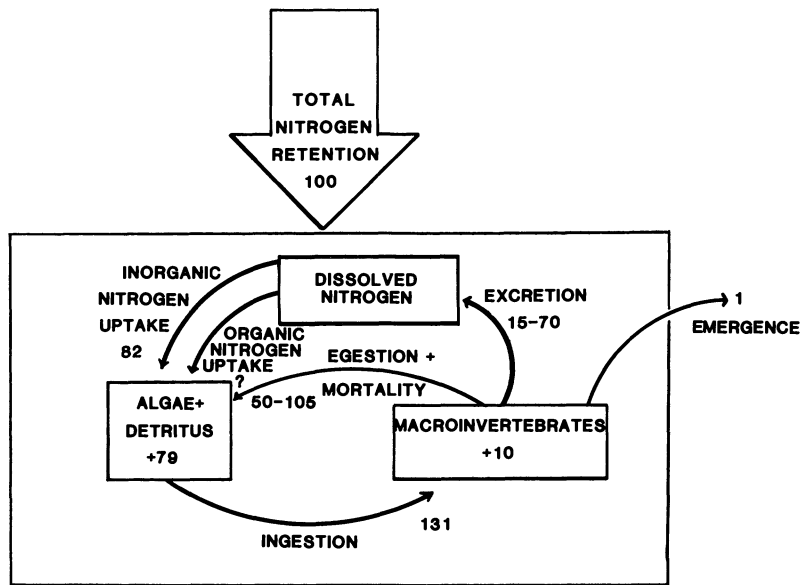 TOTAL
NITROGEN
RETENTION
100
INORGANIC
NITROGEN
UPTAKE
82
DISSOLVED
NITROGEN
ORGANIC
NITROGEN
UPTAKE
?
EXCRETION
15-70
1
EMERGENCE
EGESTION +
MORTALITY
50-105
ALGAE+
DETRITUS
+79
MACROINVERTEBRATES
+10
INGESTION
131